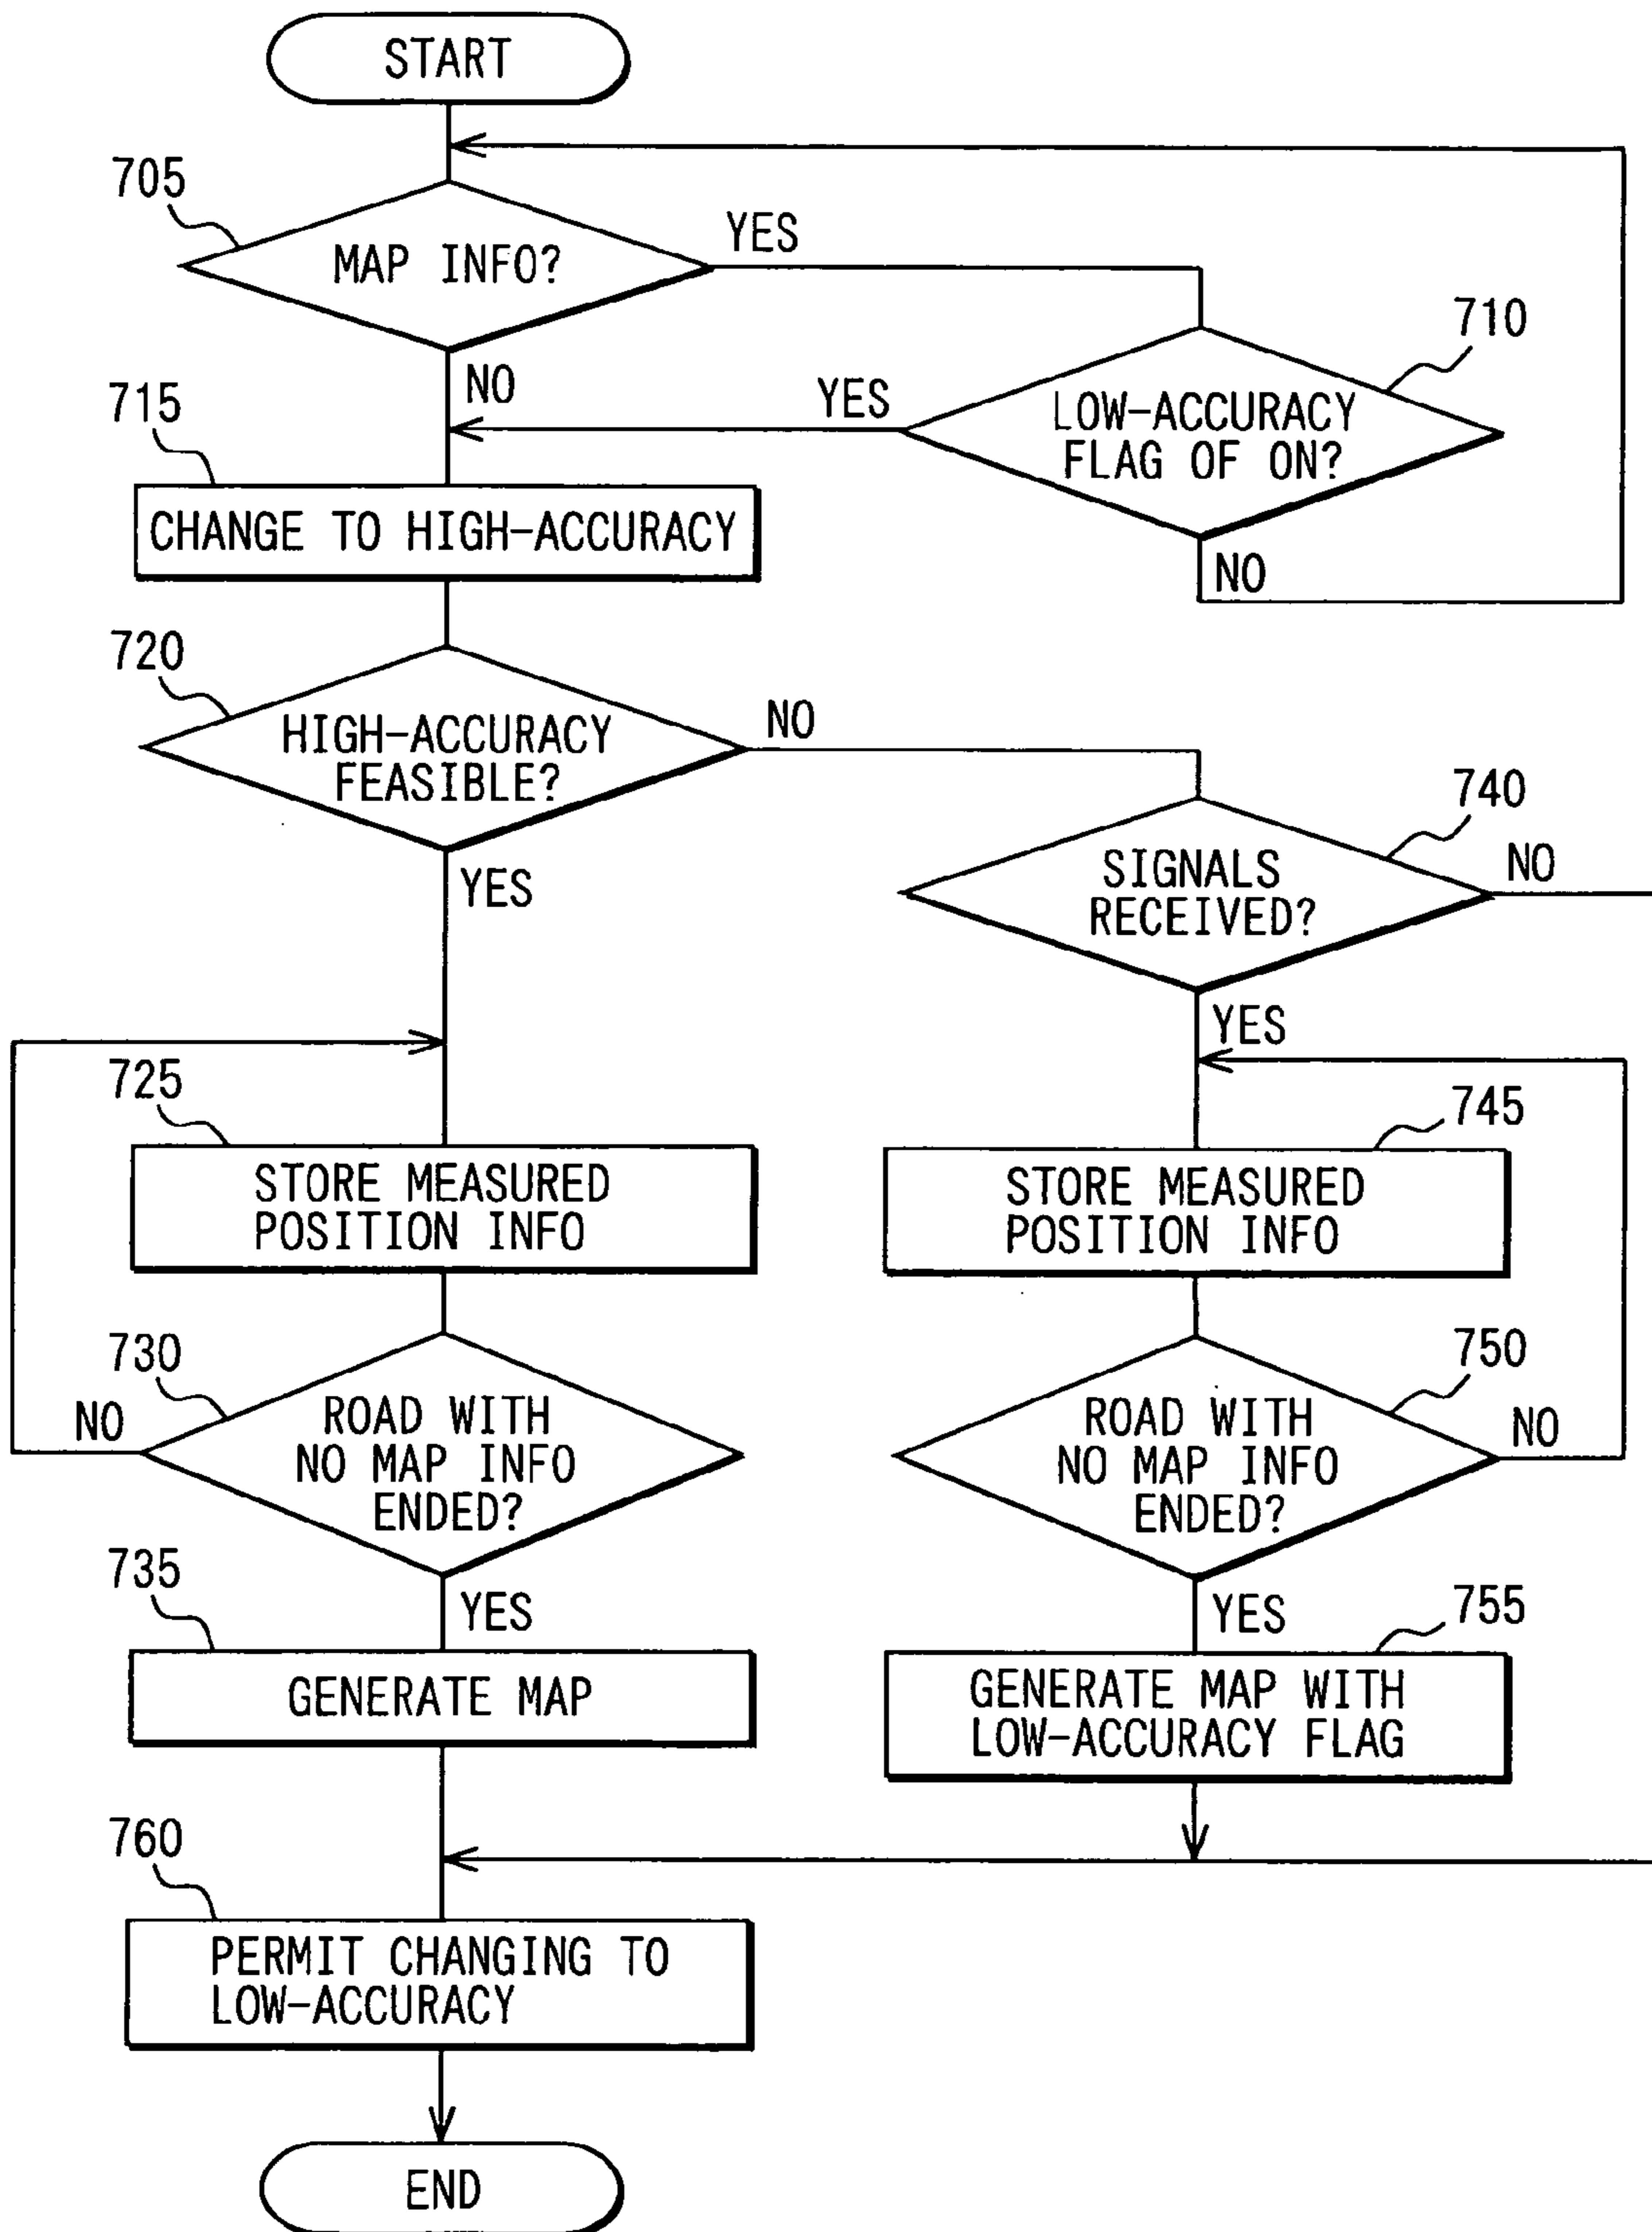 START
705
MAP INFO?
YES
710
NO
LOW-ACCURACY
FLAG OF ON?
YES
NO
715
CHANGE TO HIGH-ACCURACY
720
HIGH-ACCURACY
FEASIBLE?
NO
YES
740
SIGNALS
RECEIVED?
NO
YES
725
STORE MEASURED
POSITION INFO
745
STORE MEASURED
POSITION INFO
730
ROAD WITH
NO MAP INFO
ENDED?
NO
YES
750
ROAD WITH
NO MAP INFO
ENDED?
NO
YES
735
GENERATE MAP
755
GENERATE MAP WITH
LOW-ACCURACY FLAG
760
PERMIT CHANGING TO
LOW-ACCURACY
END